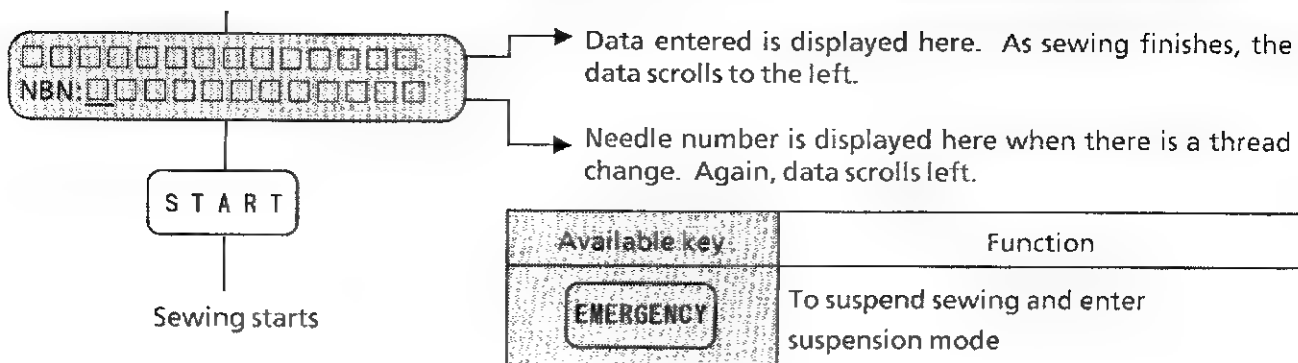 Data entered is displayed here. As sewing finishes, the
data scrolls to the left.
NBN:
Needle number is displayed here when there is a thread
change. Again, data scrolls left.
START
Sewing starts
Available key Function
EMERGENCY
To suspend sewing and enter
suspension mode